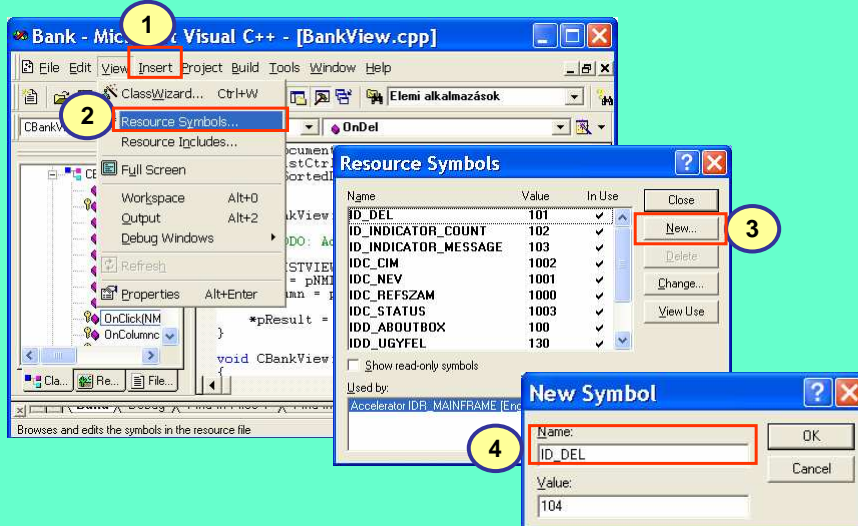 1
Bank - Mic t Visual C++ - [BankView.cpp]
File Edit View Insert Project Build Tools Window Help
ClassWizard... Ctrl+W
Elemi alkalmazások
2
CBankV
Resource Symbols...
OnDel
Resource Includes...
Full Screen
Workspace Alt+0
Output Alt+2
Debug Windows
Refresh
Properties Alt+Enter
OnClick(NM
OnColumnc
*pResult =
}
void CBankView:
{
Cla... Re... File...
Browses and edits the symbols in the resource file
Resource Symbols
Name Value In Use
ID_DEL 101
ID_INDICATOR_COUNT 102
ID_INDICATOR_MESSAGE 103
IDC_CIM 1002
IDC_NEV 1001
IDC_REFSZAM 1000
IDC_STATUS 1003
IDD_ABOUTBOX 100
IDD_UGYFEL 130
Close
New...
3
Delete
Change...
View Use
Show read-only symbols
Used by:
Accelerator IDR_MAINFRAME [Eng
New Symbol
4
Name:
ID_DEL
Value:
104
OK
Cancel